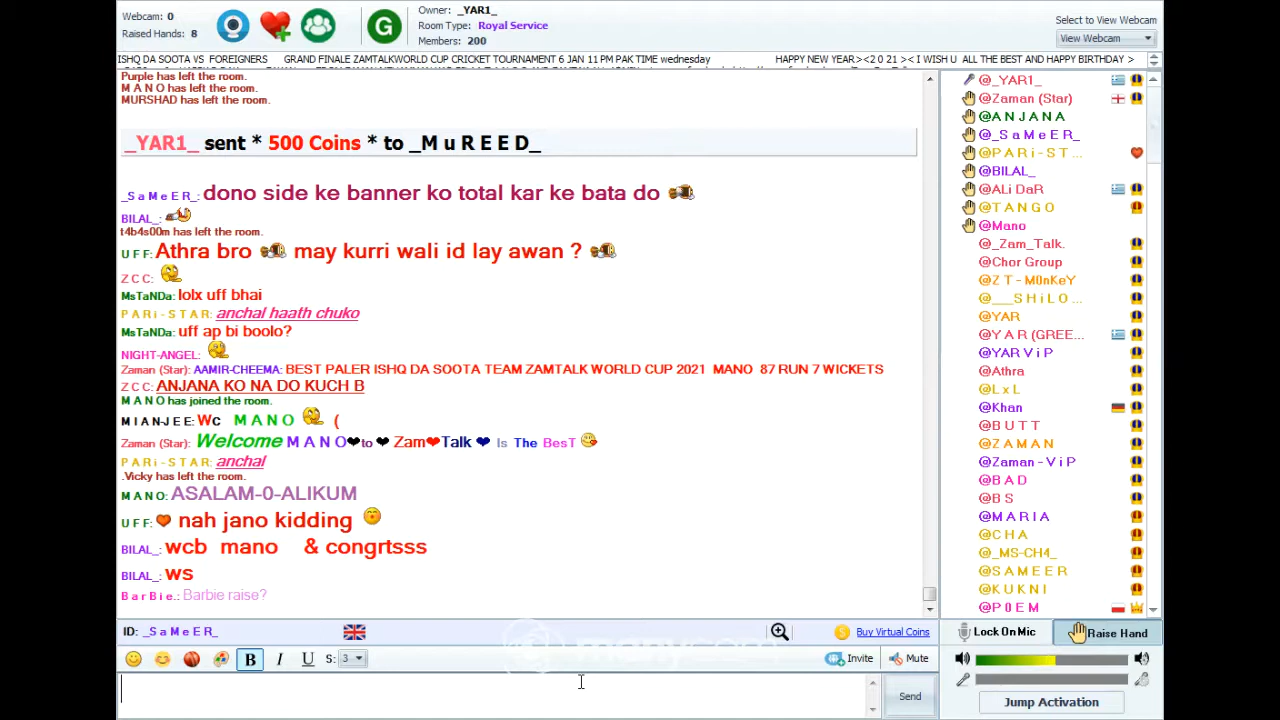 Webcam: 0
Raised Hands: 8
G
Owner: _YAR1_
Room Type: Royal Service
Members: 200
Select to View Webcam
View Webcam
ISHQ DA SOOTA VS FOREIGNERS GRAND FINALE ZAMTALKWORLD CUP CRICKET TOURNAMENT 6 JAN 11 PM PAK TIME wednesday HAPPY NEW YEAR><2 0 21 >< I WISH U ALL THE BEST AND HAPPY BIRTHDAY >
Purple has left the room.
M A N O has left the room.
MURSHAD has left the room.
_YAR1_ sent * 500 Coins * to _M u R E E D_
_S a M e E R_: dono side ke banner ko total kar ke bata do
BILAL_:
t4b4s00m has left the room.
U F F: Athra bro may kurri wali id lay awan ?
Z C C:
MsTaNDa: lolx uff bhai
P A R i - S T A R: anchal haath chuko
MsTaNDa: uff ap bi boolo?
NIGHT-ANGEL:
Zaman (Star): AAMIR-CHEEMA: BEST PALER ISHQ DA SOOTA TEAM ZAMTALK WORLD CUP 2021 MANO 87 RUN 7 WICKETS
Z C C: ANJANA KO NA DO KUCH B
M A N O has joined the room.
M I A N-J E E: Wc M A N O (
Zaman (Star): Welcome M A N O❤to ❤ Zam❤Talk ❤ Is The BesT
P A R i - S T A R: anchal
.Vicky has left the room.
M A N O: ASALAM-0-ALIKUM
U F F: ❤ nah jano kidding
BILAL_: wcb mano & congrtsss
BILAL_: ws
B a r B i e.: Barbie raise?
@_YAR1_
@Zaman (Star)
@A N J A N A
@_S a M e E R_
@P A R i - S T ...
@BILAL_
@ALi DaR
@T A N G O
@Mano
@_Zam_Talk.
@Chor Group
@Z T - M0nKeY
@___S H i L O ...
@YAR
@Y A R (GREE...
@YAR V i P
@Athra
@L x L
@Khan
@B U T T
@Z A M A N
@Zaman - V i P
@B A D
@B S
@M A R I A
@C H A
@_MS-CH4_
@S A M E E R
@K U K N I
@P 0 E M
ID: _S a M e E R_
Buy Virtual Coins
Lock On Mic
Raise Hand
B I U S: 3
manycam
Invite
Mute
Send
Jump Activation